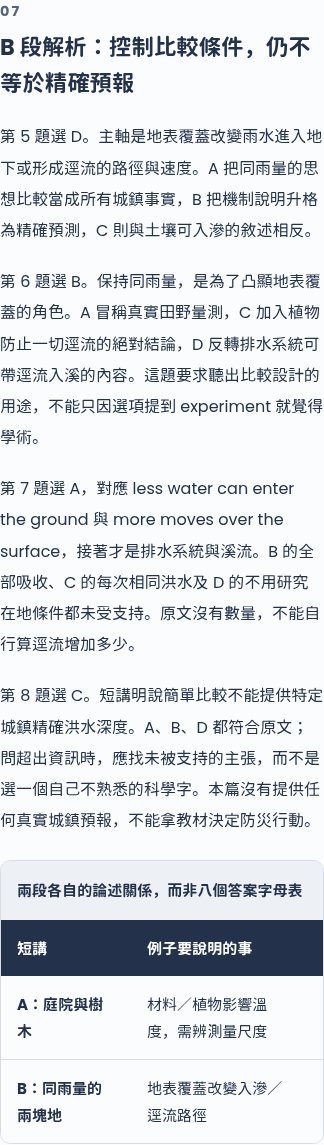 07
B 段解析：控制比較條件，仍不
等於精確預報
第 5 題選 D。主軸是地表覆蓋改變雨水進入地
下或形成逕流的路徑與速度。A 把同雨量的思
想比較當成所有城鎮事實，B 把機制說明升格
為精確預測，C 則與土壤可入滲的敘述相反。
第 6 題選 B。保持同雨量，是為了凸顯地表覆
蓋的角色。A 冒稱真實田野量測，C 加入植物
防止一切逕流的絕對結論，D 反轉排水系統可
帶逕流入溪的內容。這題要求聽出比較設計的
用途，不能只因選項提到 experiment 就覺得
學術。
第 7 題選 A，對應 less water can enter
the ground 與 more moves over the
surface，接著才是排水系統與溪流。B 的全
部吸收、C 的每次相同洪水及 D 的不用研究
在地條件都未受支持。原文沒有數量，不能自
行算逕流增加多少。
第 8 題選 C。短講明說簡單比較不能提供特定
城鎮精確洪水深度。A、B、D 都符合原文；
問超出資訊時，應找未被支持的主張，而不是
選一個自己不熟悉的科學字。本篇沒有提供任
何真實城鎮預報，不能拿教材決定防災行動。
兩段各自的論述關係，而非八個答案字母表
短講 例子要說明的事
A：庭院與樹 材料／植物影響溫
木 度，需辨測量尺度
B：同雨量的 地表覆蓋改變入滲／
兩塊地 逕流路徑